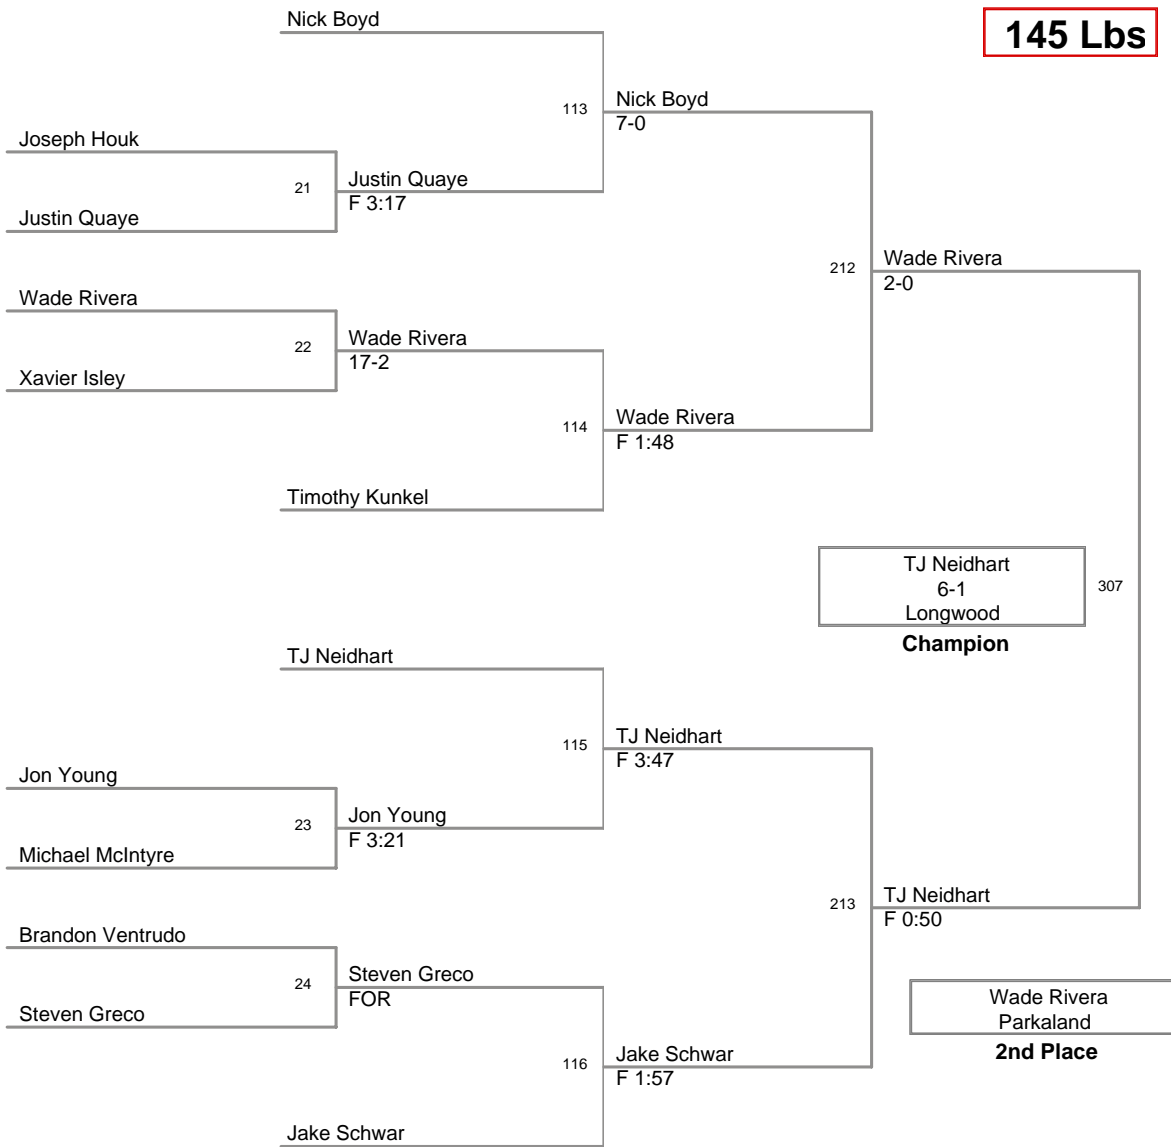 Nick Boyd
145 Lbs
113
Nick Boyd
7-0
Joseph Houk
21
Justin Quaye
F 3:17
Justin Quaye
212
Wade Rivera
2-0
Wade Rivera
22
Wade Rivera
17-2
Xavier Isley
114
Wade Rivera
F 1:48
Timothy Kunkel
TJ Neidhart
6-1
Longwood
307
Champion
TJ Neidhart
115
TJ Neidhart
F 3:47
Jon Young
23
Jon Young
F 3:21
Michael McIntyre
213
TJ Neidhart
F 0:50
Brandon Ventrudo
24
Steven Greco
FOR
Steven Greco
Wade Rivera
Parkaland
2nd Place
116
Jake Schwar
F 1:57
Jake Schwar